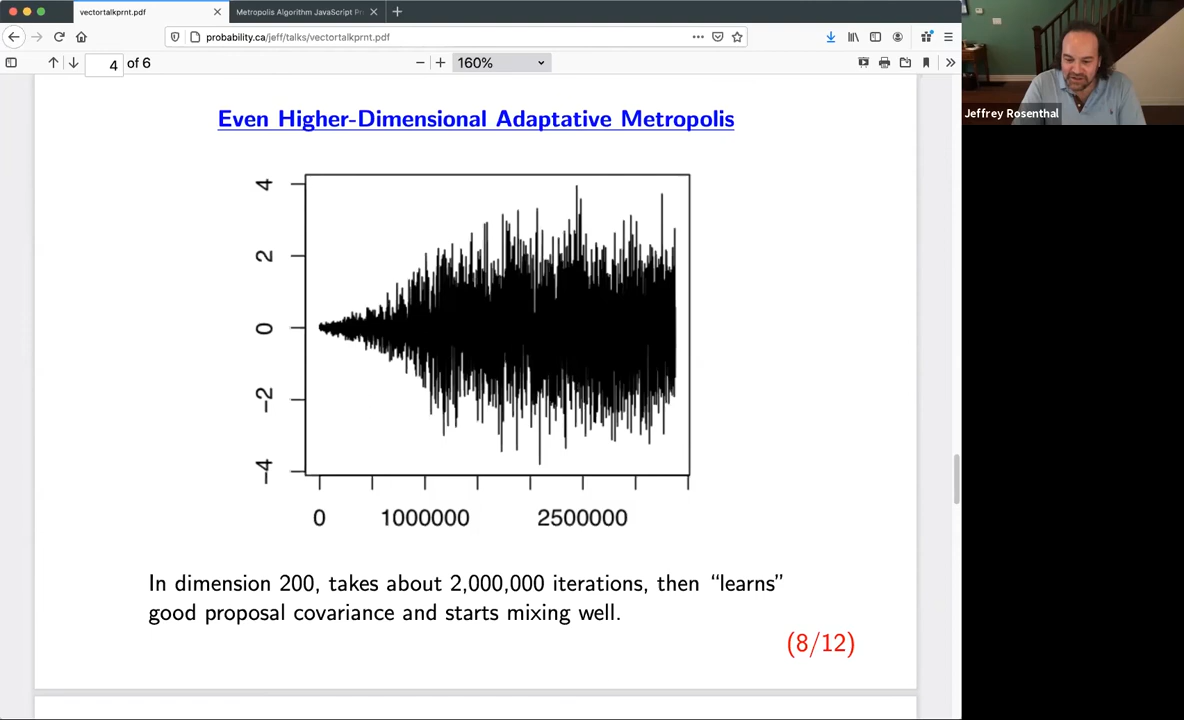 vectortalkprnt.pdf
Metropolis Algorithm JavaScript Pr
probability.ca/jeff/talks/vectortalkprnt.pdf
4 of 6
160%
Jeffrey Rosenthal
Even Higher-Dimensional Adaptative Metropolis
4
2
0
−2
−4
0 1000000 2500000
In dimension 200, takes about 2,000,000 iterations, then “learns”
good proposal covariance and starts mixing well.
(8/12)